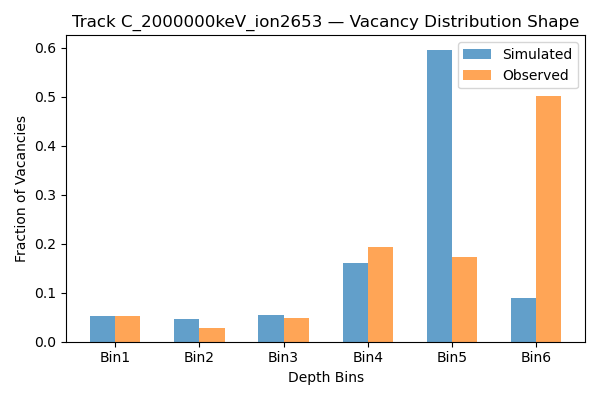 Track C_2000000keV_ion2653 — Vacancy Distribution Shape
Simulated
Observed
Fraction of Vacancies
0.6
0.5
0.4
0.3
0.2
0.1
0.0
Bin1 Bin2 Bin3 Bin4 Bin5 Bin6
Depth Bins